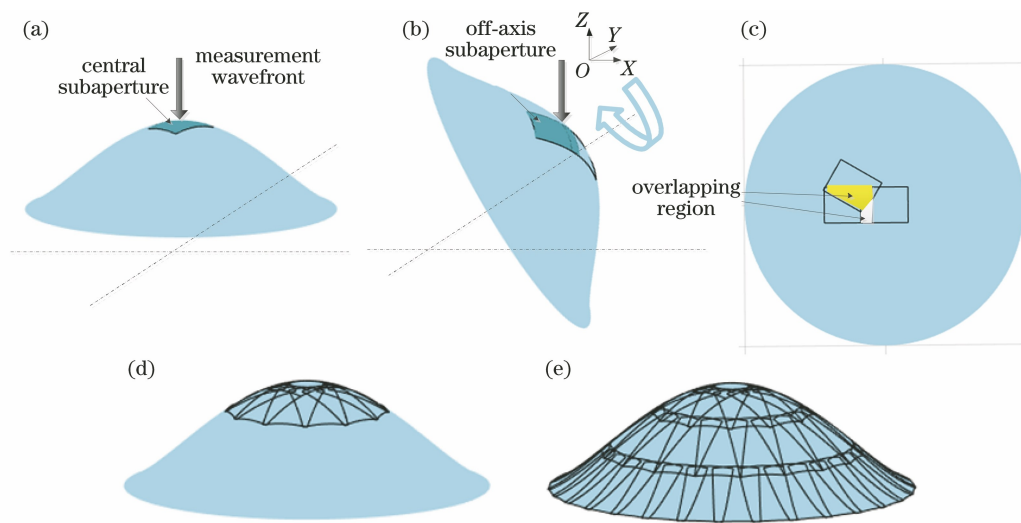 (a)
central
subaperture
measurement
wavefront
(b)
off-axis
subaperture
Z
Y
O
X
(c)
overlapping
region
(d)
(e)